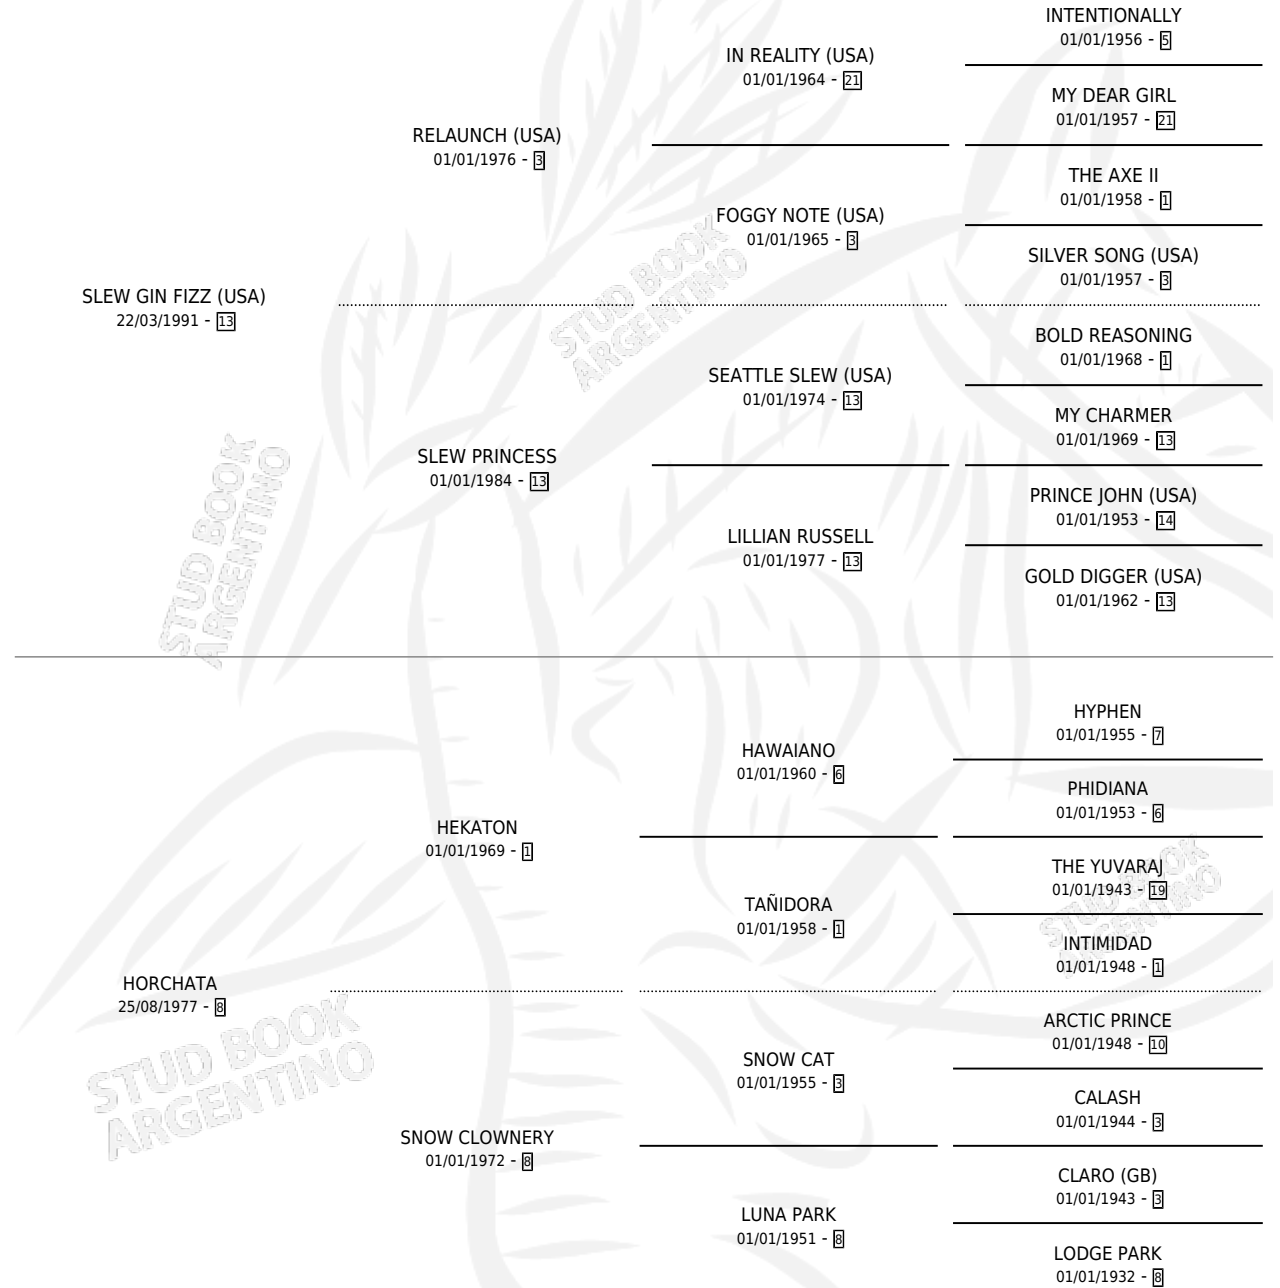 INTENTIONALLY
01/01/1956 - 5
IN REALITY (USA)
01/01/1964 - 21
MY DEAR GIRL
01/01/1957 - 21
RELAUNCH (USA)
01/01/1976 - 3
THE AXE II
01/01/1958 - 1
FOGGY NOTE (USA)
01/01/1965 - 3
SILVER SONG (USA)
01/01/1957 - 3
SLEW GIN FIZZ (USA)
22/03/1991 - 13
STUD BOOK
ARGENTINO
BOLD REASONING
01/01/1968 - 1
SEATTLE SLEW (USA)
01/01/1974 - 13
MY CHARMER
01/01/1969 - 13
SLEW PRINCESS
01/01/1984 - 13
PRINCE JOHN (USA)
01/01/1953 - 14
LILLIAN RUSSELL
01/01/1977 - 13
GOLD DIGGER (USA)
01/01/1962 - 13
STUD BOOK
ARGENTINO
HYPHEN
01/01/1955 - 7
HAWAIANO
01/01/1960 - 6
PHIDIANA
01/01/1953 - 6
HEKATON
01/01/1969 - 1
THE YUVARAJ
01/01/1943 - 19
TAÑIDORA
01/01/1958 - 1
STUD BOOK
ARGENTINO
INTIMIDAD
01/01/1948 - 1
HORCHATA
25/08/1977 - 8
ARCTIC PRINCE
01/01/1948 - 10
SNOW CAT
01/01/1955 - 3
STUD BOOK
ARGENTINO
CALASH
01/01/1944 - 3
SNOW CLOWNERY
01/01/1972 - 8
CLARO (GB)
01/01/1943 - 3
LUNA PARK
01/01/1951 - 8
LODGE PARK
01/01/1932 - 8